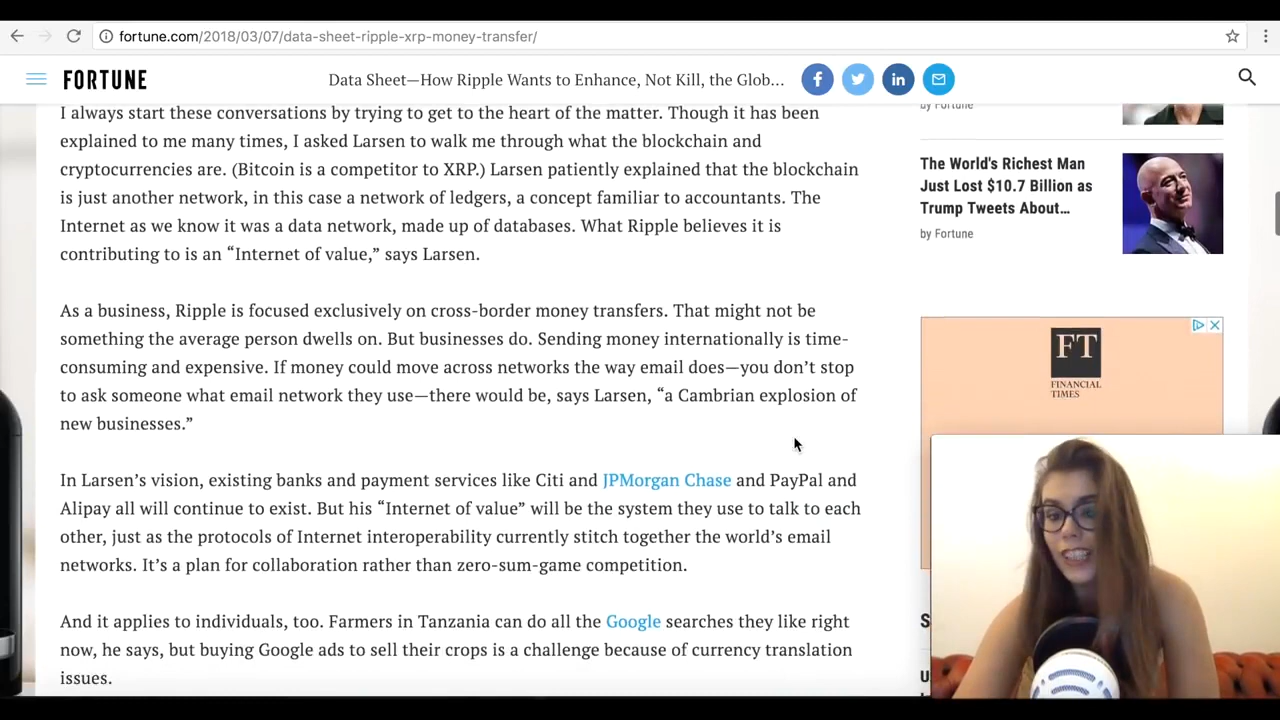 fortune.com/2018/03/07/data-sheet-ripple-xrp-money-transfer/
FORTUNE
Data Sheet—How Ripple Wants to Enhance, Not Kill, the Glob...
I always start these conversations by trying to get to the heart of the matter. Though it has been
explained to me many times, I asked Larsen to walk me through what the blockchain and
cryptocurrencies are. (Bitcoin is a competitor to XRP.) Larsen patiently explained that the blockchain
is just another network, in this case a network of ledgers, a concept familiar to accountants. The
Internet as we know it was a data network, made up of databases. What Ripple believes it is
contributing to is an “Internet of value,” says Larsen.
As a business, Ripple is focused exclusively on cross-border money transfers. That might not be
something the average person dwells on. But businesses do. Sending money internationally is time-
consuming and expensive. If money could move across networks the way email does—you don’t stop
to ask someone what email network they use—there would be, says Larsen, “a Cambrian explosion of
new businesses.”
In Larsen’s vision, existing banks and payment services like Citi and JPMorgan Chase and PayPal and
Alipay all will continue to exist. But his “Internet of value” will be the system they use to talk to each
other, just as the protocols of Internet interoperability currently stitch together the world’s email
networks. It’s a plan for collaboration rather than zero-sum-game competition.
And it applies to individuals, too. Farmers in Tanzania can do all the Google searches they like right
now, he says, but buying Google ads to sell their crops is a challenge because of currency translation
issues.
by Fortune
The World's Richest Man
Just Lost $10.7 Billion as
Trump Tweets About...
by Fortune
FT
FINANCIAL
TIMES